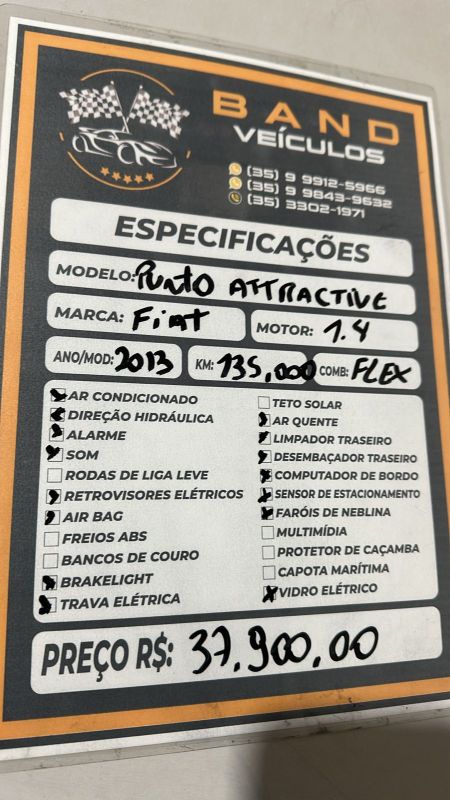 BAND
VEÍCULOS
(35) 9 9912-5966
(35) 9 9843-9632
(35) 3302-1971
ESPECIFICAÇÕES
MODELO: Punto ATTRACTIVE
MARCA: Fiat MOTOR: 1.4
ANO/MOD: 2013 KM: 135,000 COMB: FLEX
AR CONDICIONADO
DIREÇÃO HIDRÁULICA
ALARME
SOM
RODAS DE LIGA LEVE
RETROVISORES ELÉTRICOS
AIR BAG
FREIOS ABS
BANCOS DE COURO
BRAKELIGHT
TRAVA ELÉTRICA
TETO SOLAR
AR QUENTE
LIMPADOR TRASEIRO
DESEMBAÇADOR TRASEIRO
COMPUTADOR DE BORDO
SENSOR DE ESTACIONAMENTO
FARÓIS DE NEBLINA
MULTIMÍDIA
PROTETOR DE CAÇAMBA
CAPOTA MARÍTIMA
VIDRO ELÉTRICO
PREÇO R$: 37.900,00